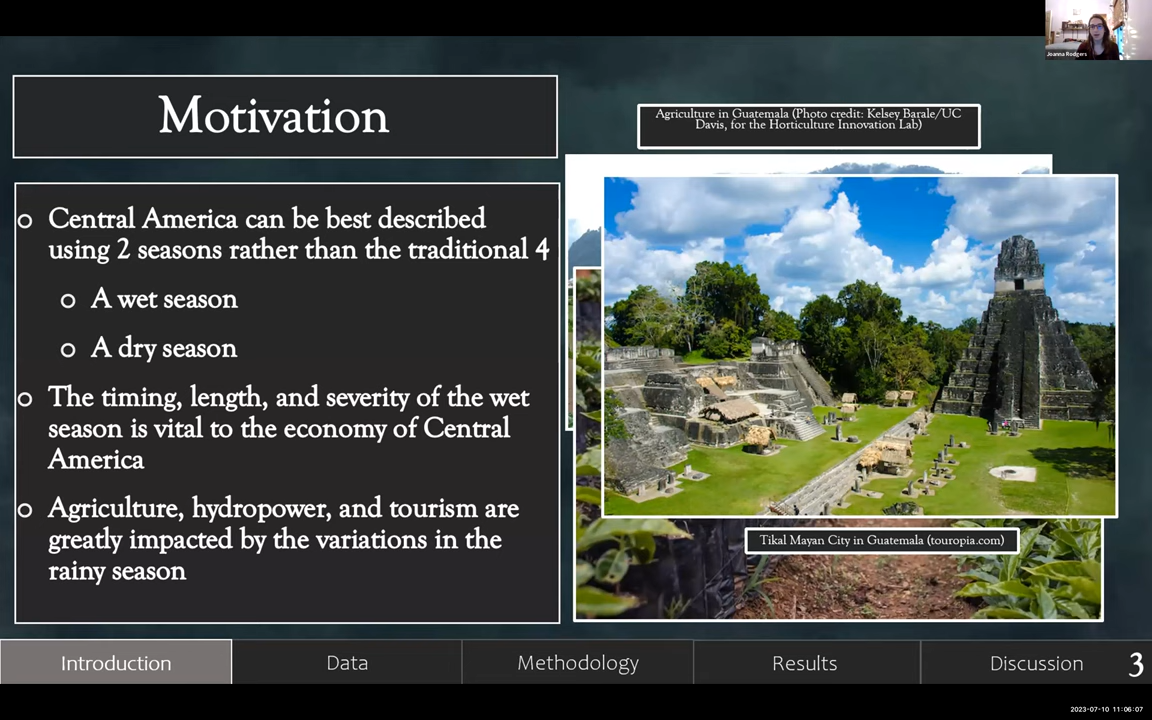 Joanna Rodgers
Motivation
Agriculture in Guatemala (Photo credit: Kelsey Barale/UC
Davis, for the Horticulture Innovation Lab)
Central America can be best described
using 2 seasons rather than the traditional 4
A wet season
A dry season
The timing, length, and severity of the wet
season is vital to the economy of Central
America
Agriculture, hydropower, and tourism are
greatly impacted by the variations in the
rainy season
Tikal Mayan City in Guatemala (touropia.com)
Introduction
Data
Methodology
Results
Discussion
3
2023-07-10 11:06:07